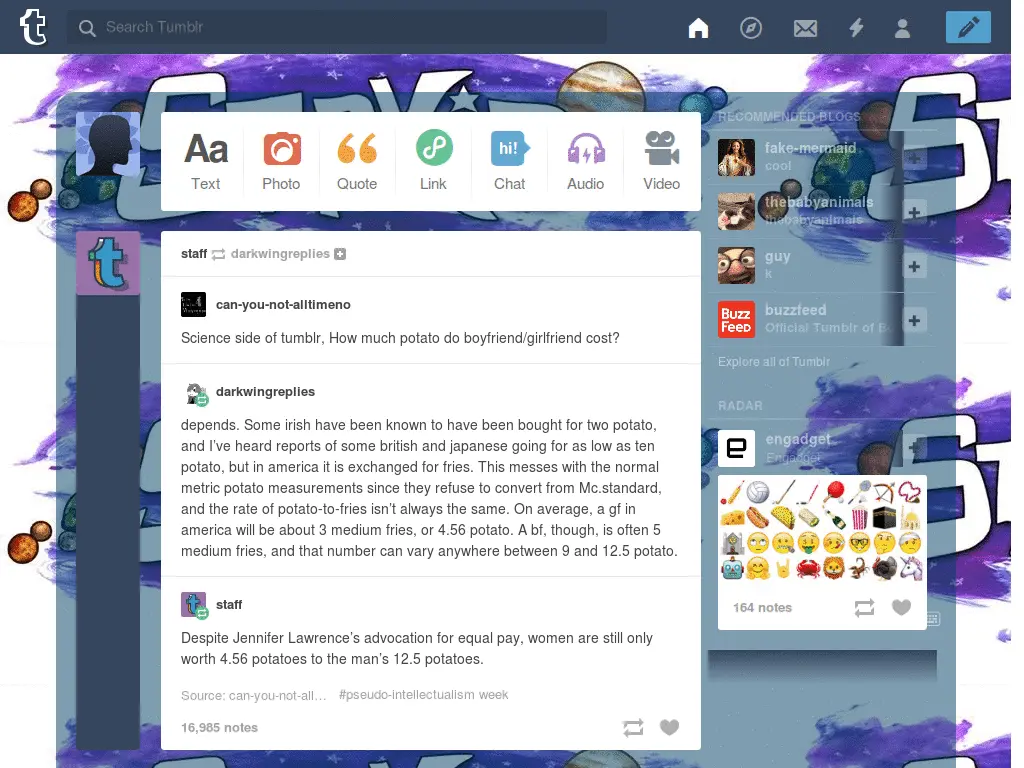 Search Tumblr
Aa
hi!
Text Photo Quote Link Chat Audio Video
staff darkwingreplies
can-you-not-alltimeno
Science side of tumblr, How much potato do boyfriend/girlfriend cost?
darkwingreplies
depends. Some irish have been known to have been bought for two potato,
and I've heard reports of some british and japanese going for as low as ten
potato, but in america it is exchanged for fries. This messes with the normal
metric potato measurements since they refuse to convert from Mc.standard,
and the rate of potato-to-fries isn't always the same. On average, a gf in
america will be about 3 medium fries, or 4.56 potato. A bf, though, is often 5
medium fries, and that number can vary anywhere between 9 and 12.5 potato.
staff
Despite Jennifer Lawrence's advocation for equal pay, women are still only
worth 4.56 potatoes to the man's 12.5 potatoes.
Source: can-you-not-all… #pseudo-intellectualism week
16,985 notes
RECOMMENDED BLOGS
fake-mermaid
cool
thebabyanimals
thebabyanimals
guy
K
Buzz
Feed
buzzfeed
Official Tumblr of
Explore all of Tumblr
RADAR
engadget
Engadget
164 notes